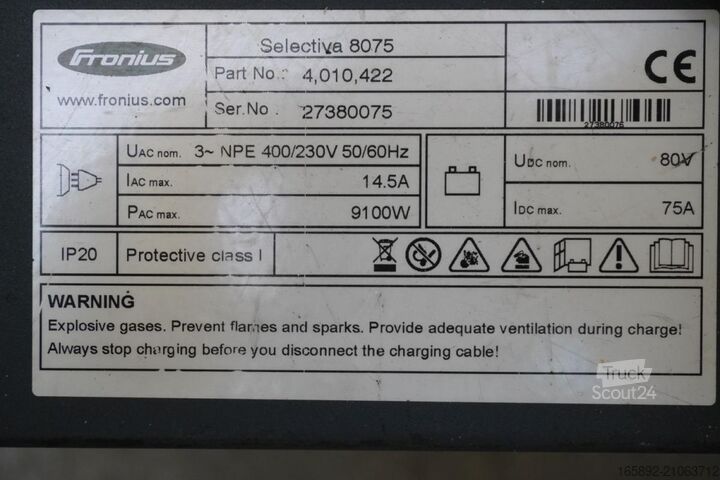 Fronius
www.fronius.com
Selectiva 8075
Part No.: 4,010,422
Ser.No. 27380075
CE
27380075
UAC nom. 3~ NPE 400/230V 50/60Hz
IAC max. 14.5A
PAC max. 9100W
UDC nom. 80V
IDC max. 75A
IP20 Protective class I
WARNING
Explosive gases. Prevent flames and sparks. Provide adequate ventilation during charge!
Always stop charging before you disconnect the charging cable!
Truck
Scout24
165892-21063712